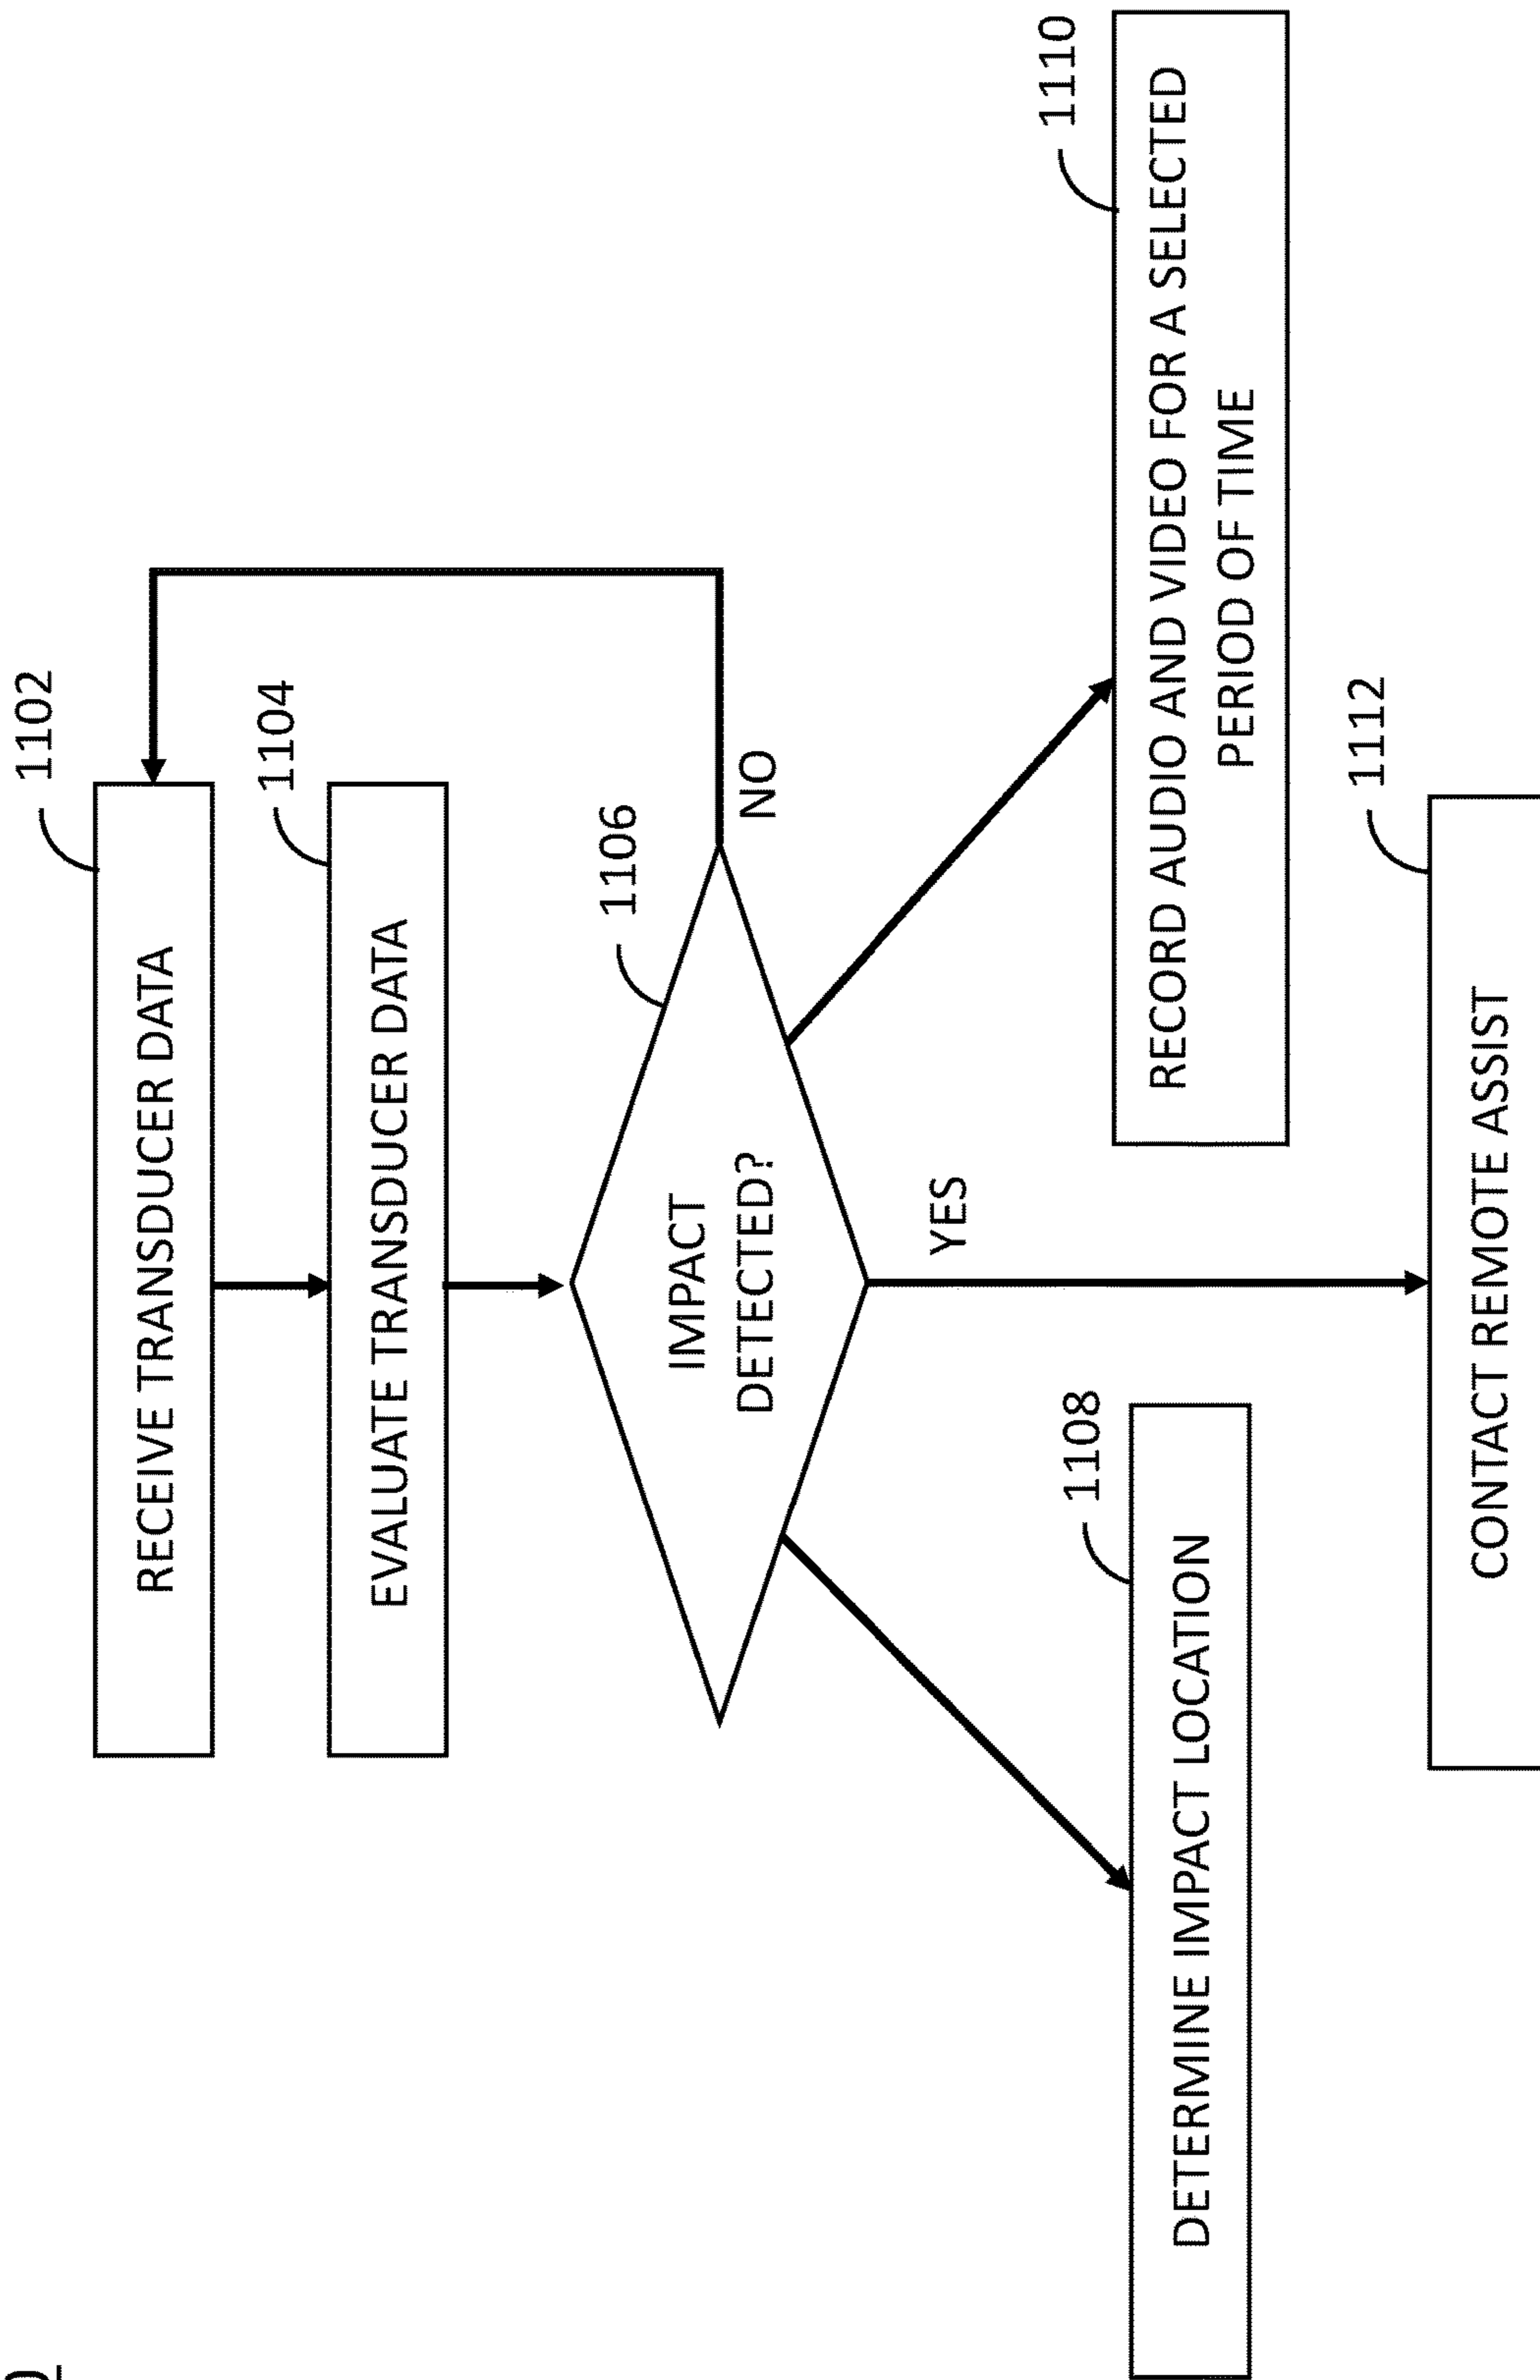 1102
RECEIVE TRANSDUCER DATA
1104
EVALUATE TRANSDUCER DATA
1106
IMPACT
DETECTED?
NO
YES
1108
DETERMINE IMPACT LOCATION
1110
RECORD AUDIO AND VIDEO FOR A SELECTED
PERIOD OF TIME
1112
CONTACT REMOTE ASSIST